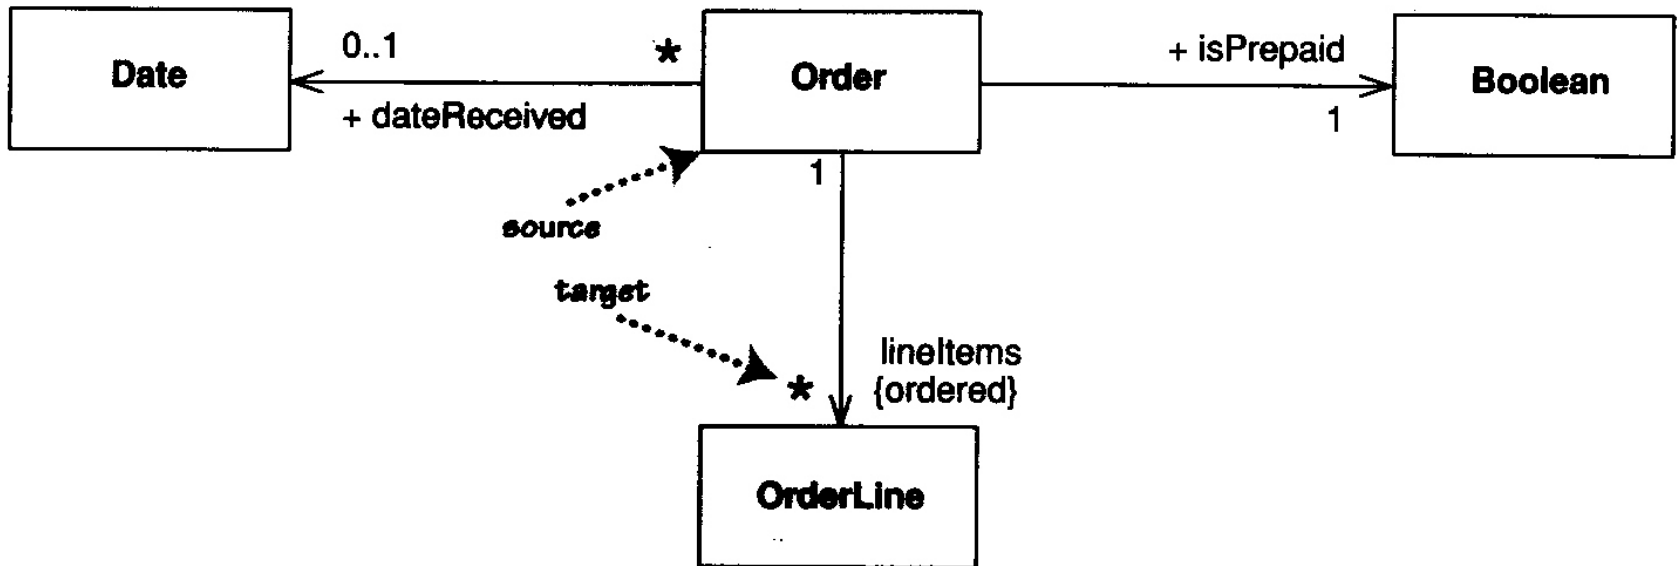 Date
0..1
+ dateReceived
*
Order
+ isPrepaid
1
Boolean
1
source
target
*
lineItems
{ordered}
OrderLine